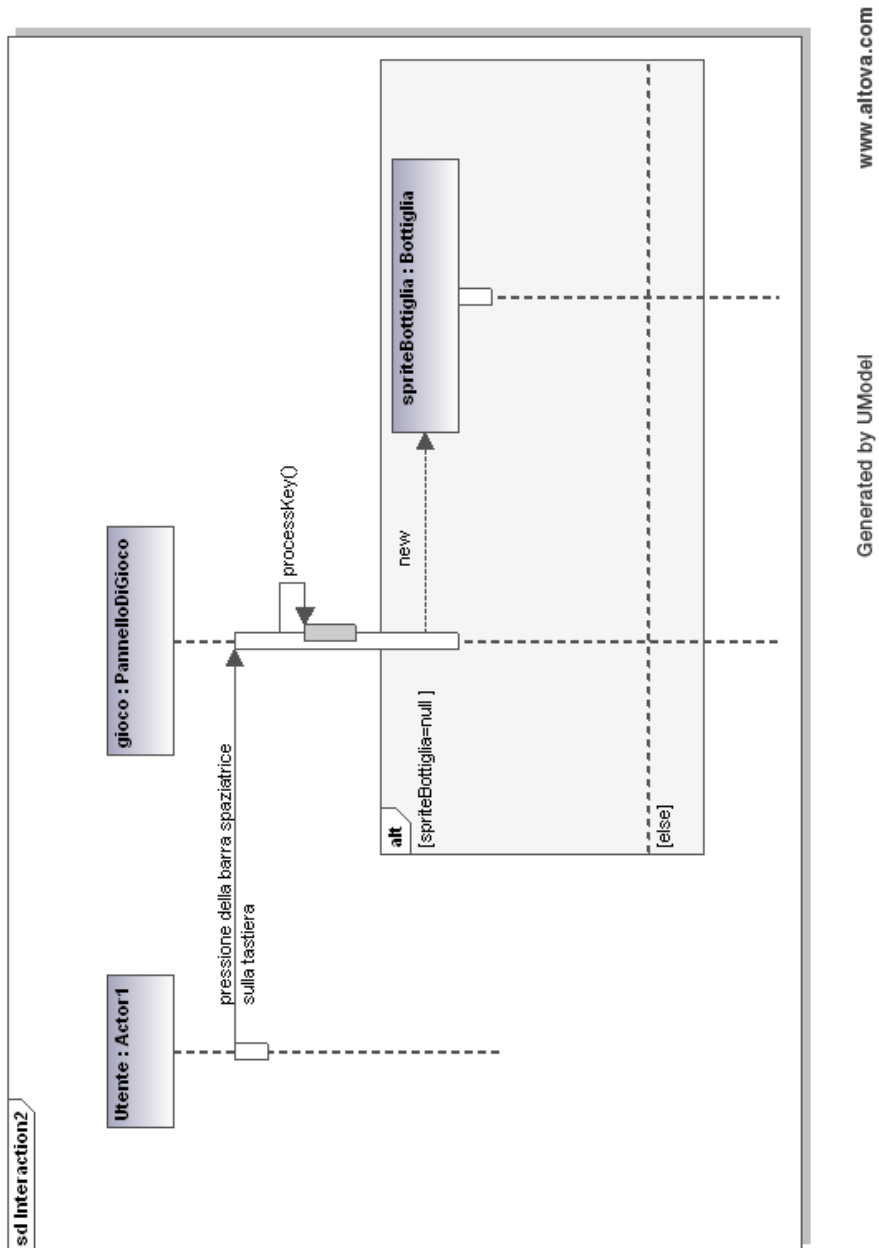 sd Interaction2
Utente : Actor1
gioco : PannelloDiGioco
pressione della barra spaziatrice
sulla tastiera
processKey()
alt
[spriteBottiglia=null ]
new
spriteBottiglia : Bottiglia
[else]
Generated by UModel
www.altova.com